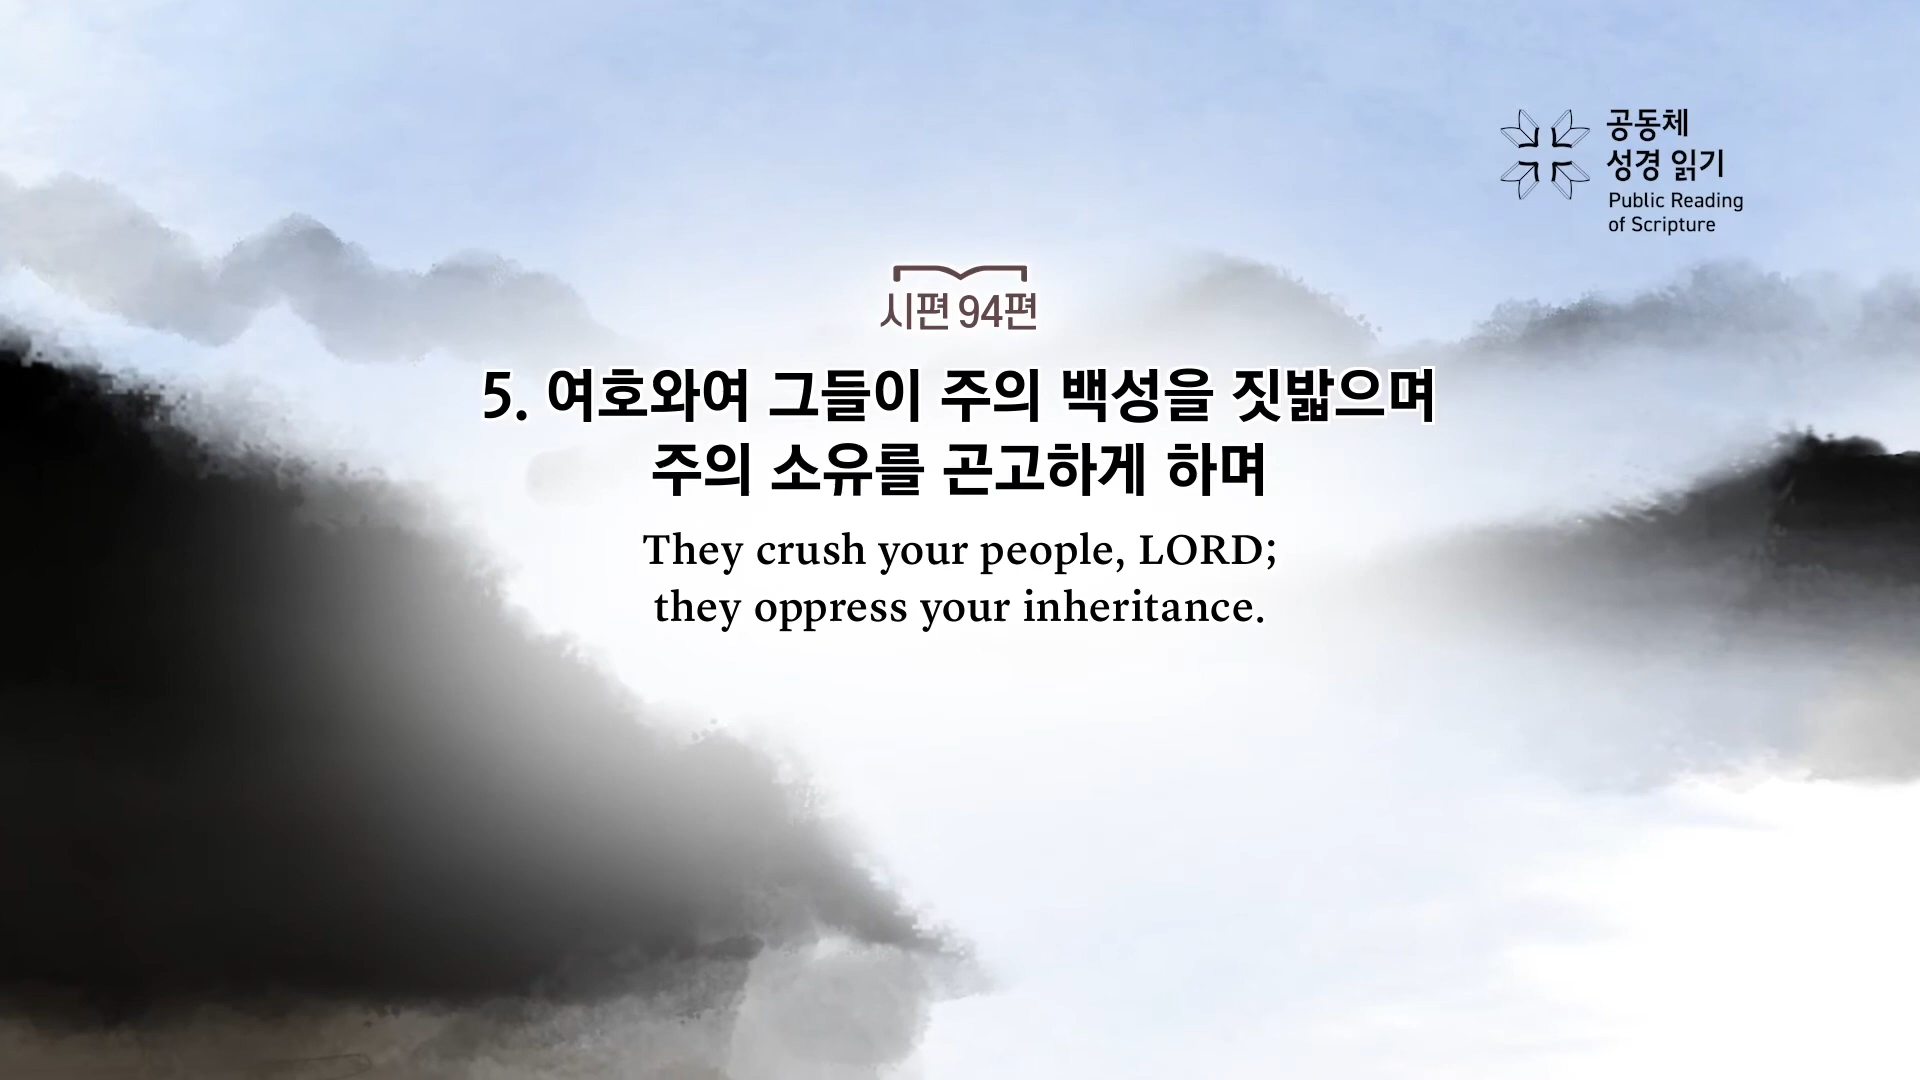 공동체
성경 읽기
Public Reading
of Scripture
시편 94편
5. 여호와여 그들이 주의 백성을 짓밟으며
주의 소유를 곤고하게 하며
They crush your people, LORD;
they oppress your inheritance.